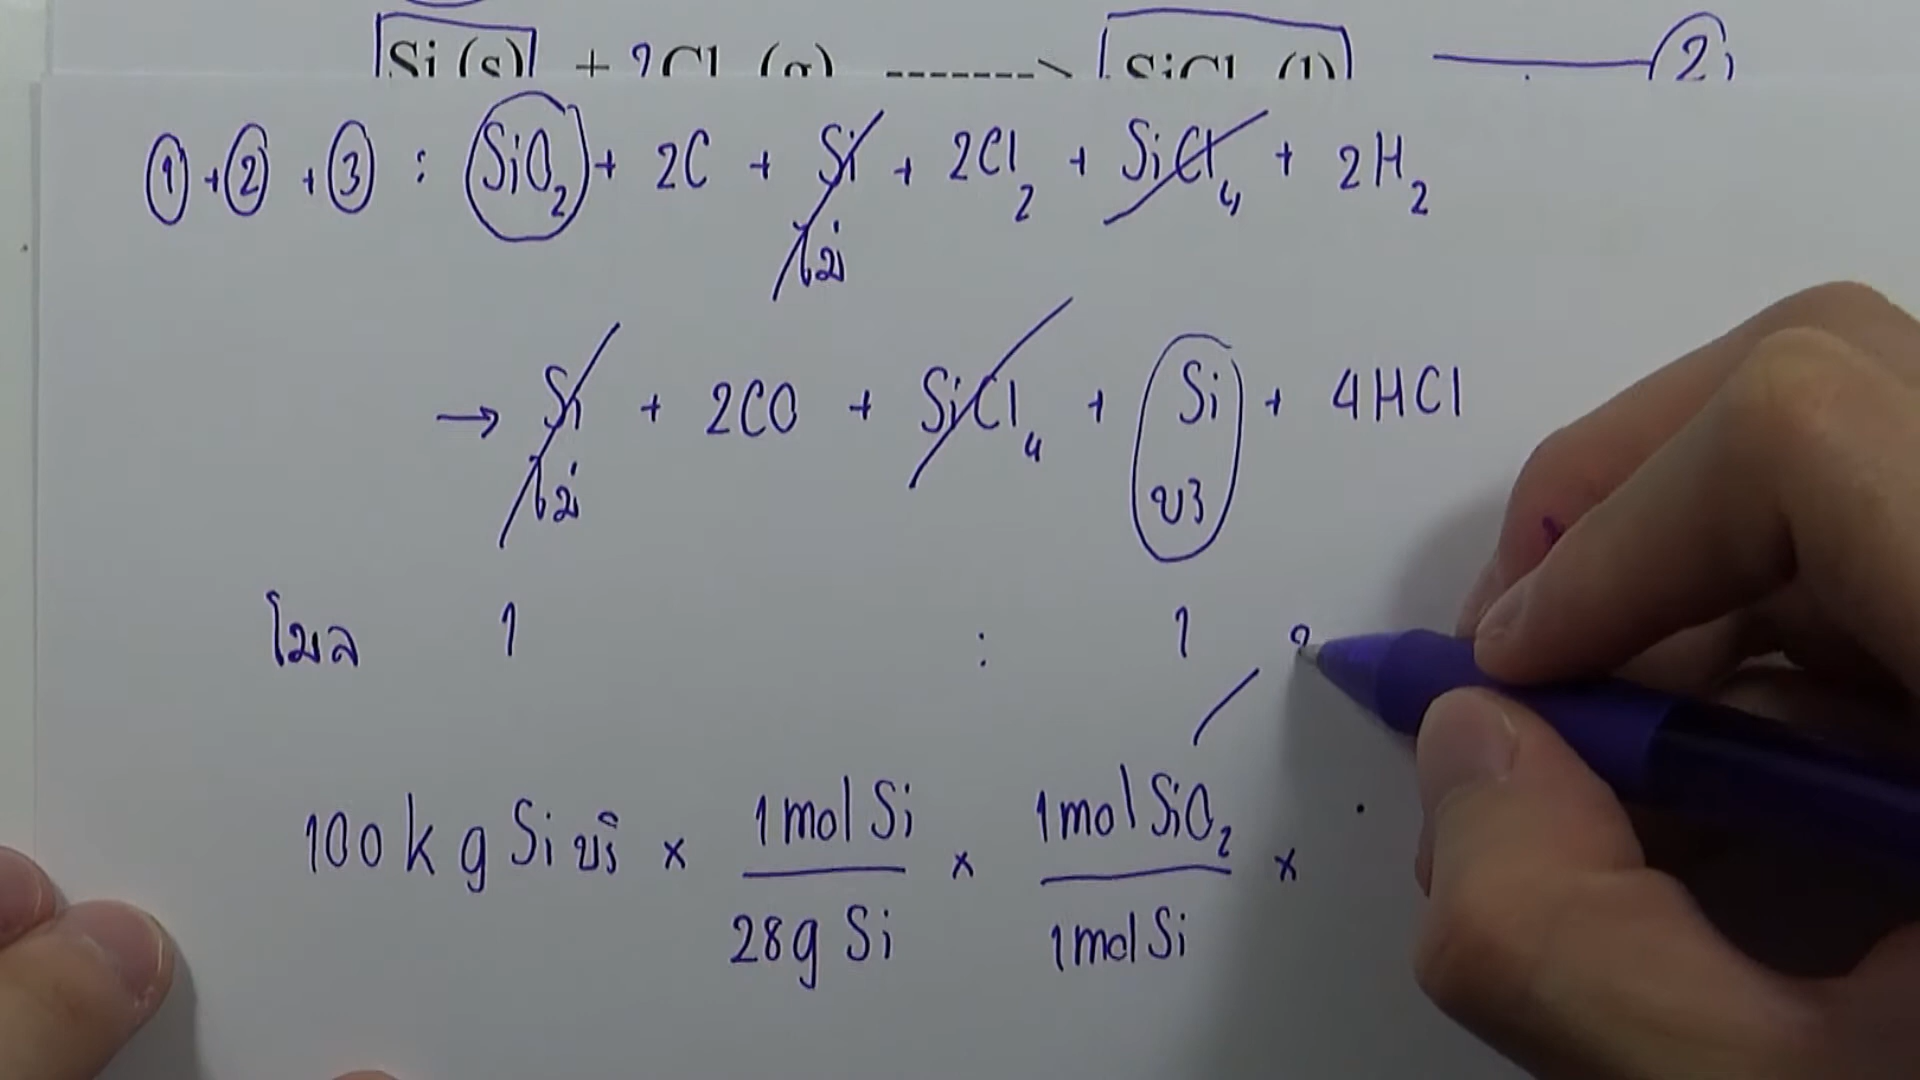 Si (s) + 2Cl (g) -------> SiCl (l) 2
1 + 2 + 3 : SiO2 + 2C + Si + 2Cl2 + SiCl4 + 2H2
ไม่
→ Si + 2CO + SiCl4 + Si + 4HCl
ไม่ บร
โมล 1 : 1
100 kg Si บริ × 1 mol Si × 1 mol SiO2 ×
28 g Si 1 mol Si